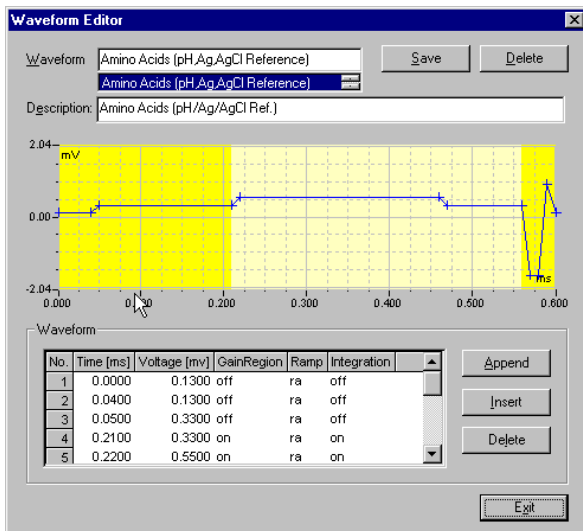 Waveform Editor
Waveform Amino Acids (pH,Ag,AgCl Reference) Save Delete
Amino Acids (pH,Ag,AgCl Reference)
Description: Amino Acids (pH/Ag/AgCl Ref.)
2.04
mV
0.00
-2.04
ms
0.000 0.100 0.200 0.300 0.400 0.500 0.600
Waveform
No. Time [ms] Voltage [mv] GainRegion Ramp Integration
1 0.0000 0.1300 off ra off
2 0.0400 0.1300 off ra off
3 0.0500 0.3300 off ra off
4 0.2100 0.3300 on ra on
5 0.2200 0.5500 on ra on
Append
Insert
Delete
Exit